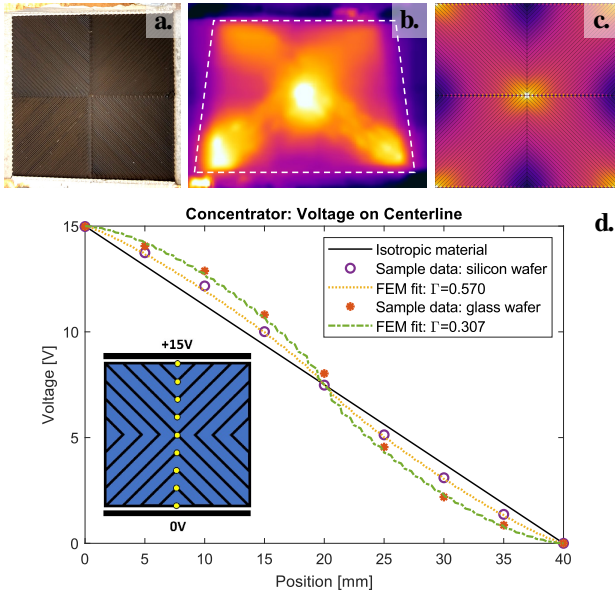 a.
b.
c.
Concentrator: Voltage on Centerline
d.
Isotropic material
Sample data: silicon wafer
FEM fit: Γ=0.570
Sample data: glass wafer
FEM fit: Γ=0.307
15
10
5
0
Voltage [V]
+15V
0V
0 5 10 15 20 25 30 35 40
Position [mm]